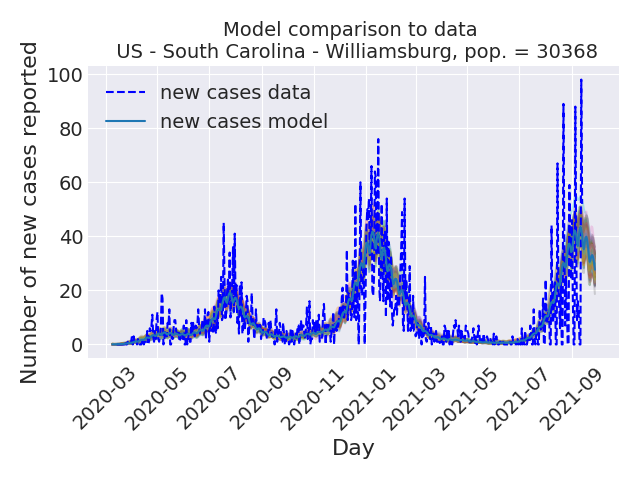 Model comparison to data
US - South Carolina - Williamsburg, pop. = 30368
Number of new cases reported
100
80
60
40
20
0
new cases data
new cases model
2020-03
2020-05
2020-07
2020-09
2020-11
2021-01
2021-03
2021-05
2021-07
2021-09
Day